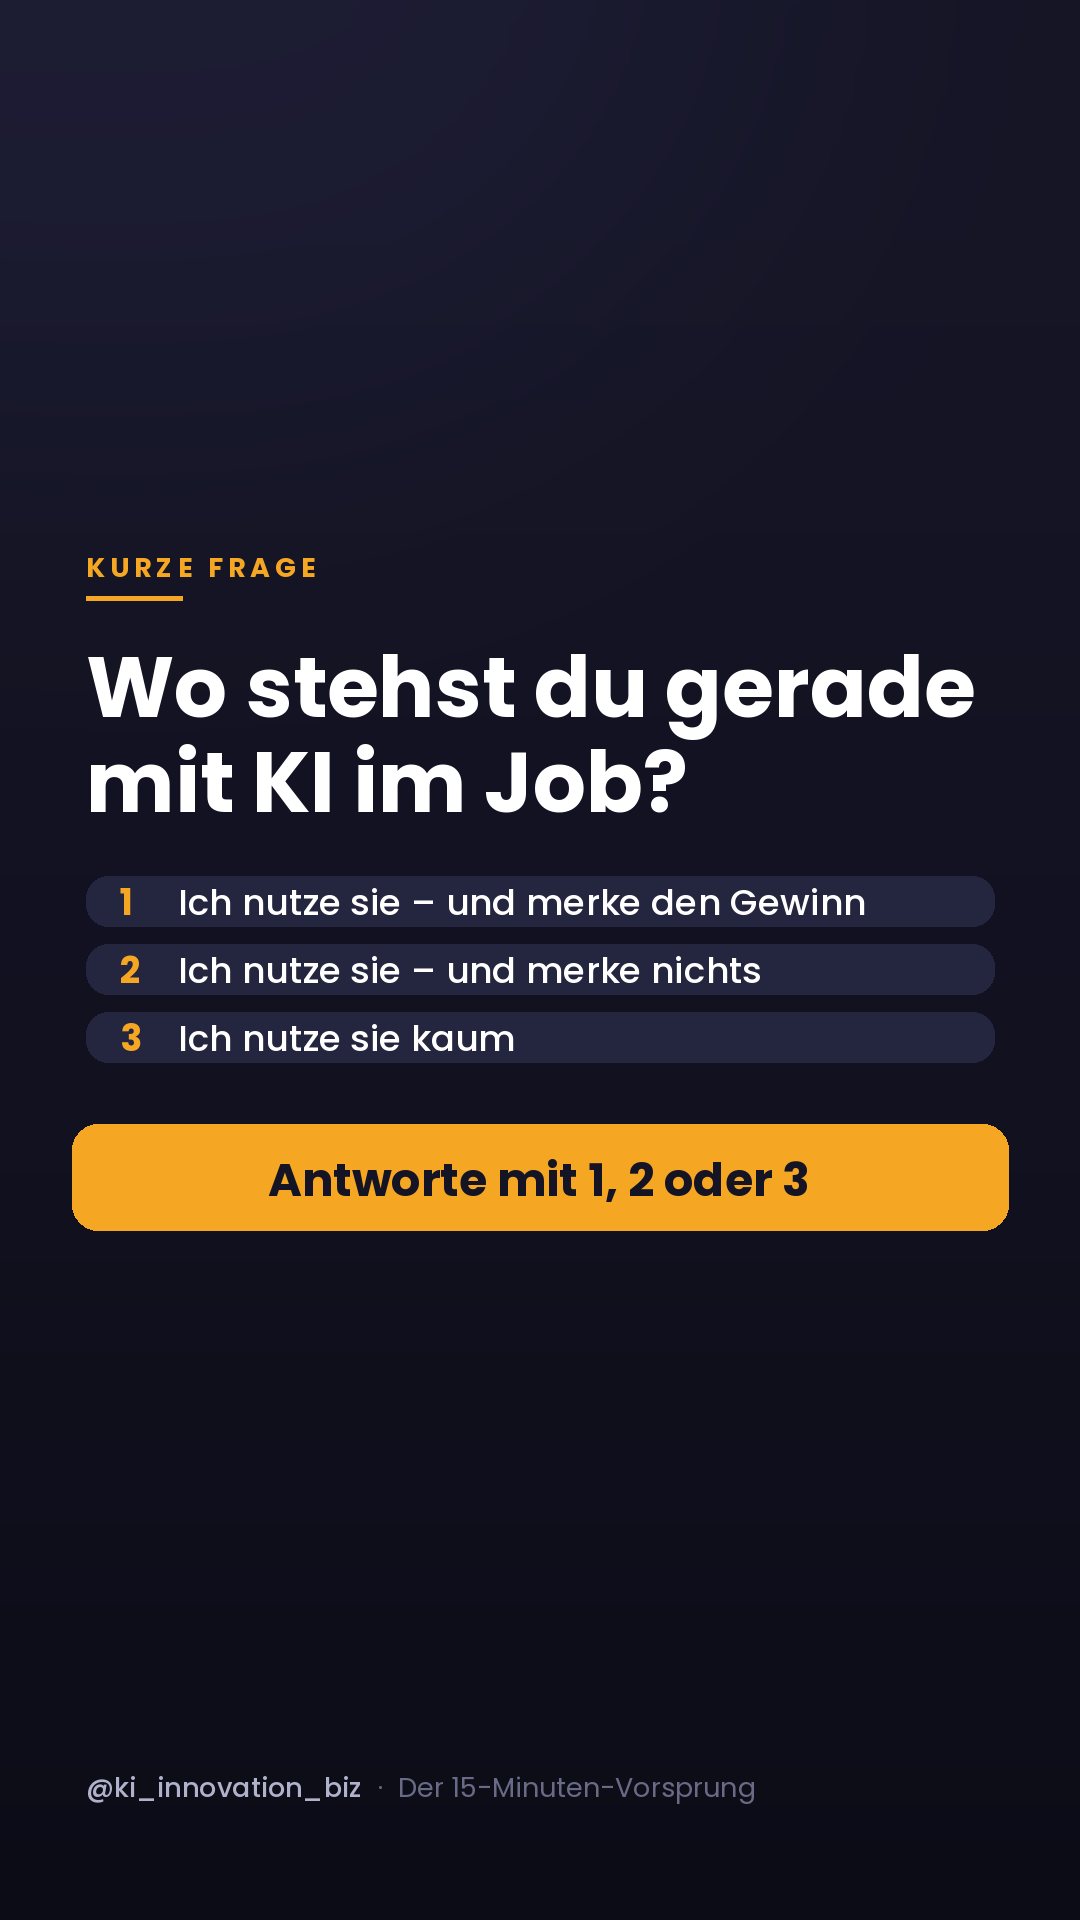 KURZE FRAGE
Wo stehst du gerade
mit KI im Job?
1 Ich nutze sie – und merke den Gewinn
2 Ich nutze sie – und merke nichts
3 Ich nutze sie kaum
Antworte mit 1, 2 oder 3
@ki_innovation_biz · Der 15-Minuten-Vorsprung